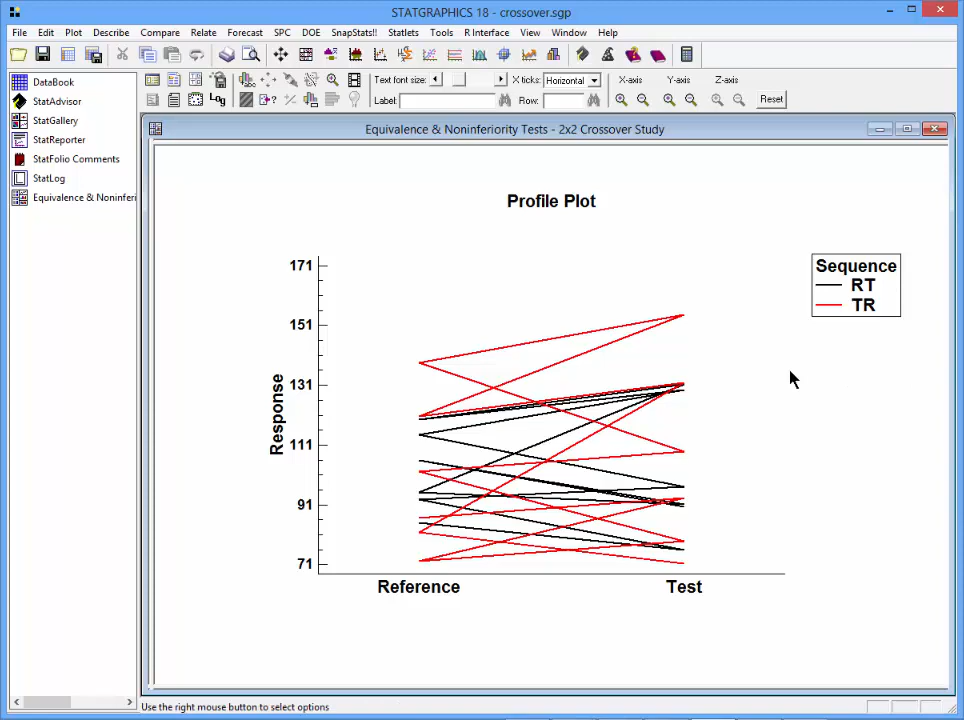 STATGRAPHICS 18 - crossover.sgp
File Edit Plot Describe Compare Relate Forecast SPC DOE SnapStats!! Statlets Tools R Interface View Window Help
DataBook
StatAdvisor
StatGallery
StatReporter
StatFolio Comments
StatLog
Equivalence & Noninferi
Text font size: X ticks: Horizontal X-axis Y-axis Z-axis
Log Label: Row: Reset
Equivalence & Noninferiority Tests - 2x2 Crossover Study
Profile Plot
Response
171
151
131
111
91
71
Reference Test
Sequence
RT
TR
Use the right mouse button to select options